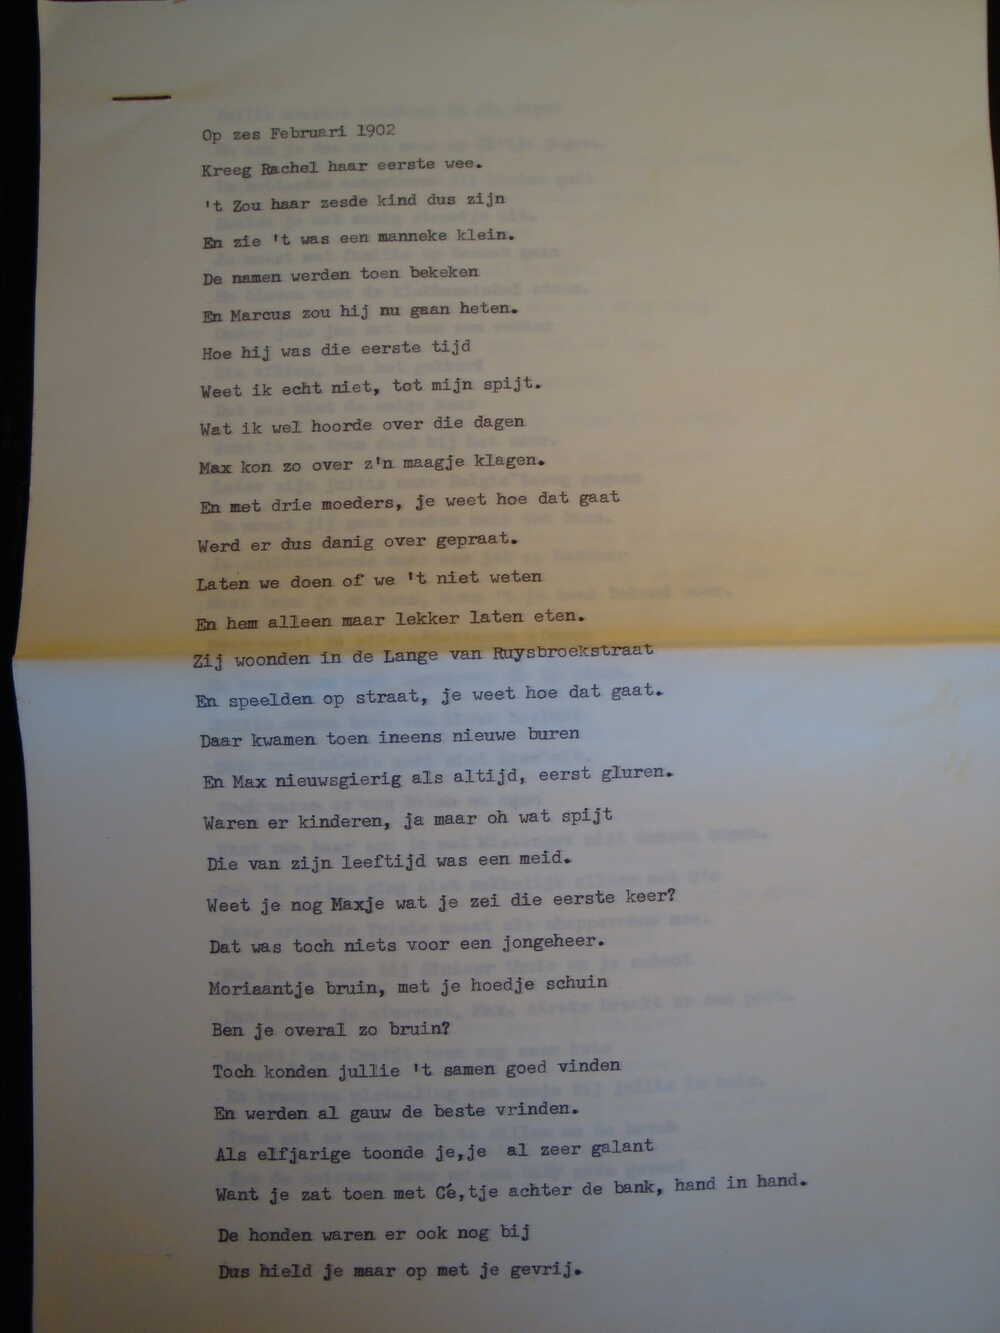 Op zes Februari 1902
Kreeg Rachel haar eerste wee.
't Zou haar zesde kind dus zijn
En zie 't was een manneke klein.
De namen werden toen bekeken
En Marcus zou hij nu gaan heten.
Hoe hij was die eerste tijd
Weet ik echt niet, tot mijn spijt.
Wat ik wel hoorde over die dagen
Max kon zo over z'n maagje klagen.
En met drie moeders, je weet hoe dat gaat
Werd er dus danig over gepraat.
Laten we doen of we 't niet weten
En hem alleen maar lekker laten eten.
Zij woonden in de Lange van Ruysbroekstraat
En speelden op straat, je weet hoe dat gaat.
Daar kwamen toen ineens nieuwe buren
En Max nieuwsgierig als altijd, eerst gluren.
Waren er kinderen, ja maar oh wat spijt
Die van zijn leeftijd was een meid.
Weet je nog Maxje wat je zei die eerste keer?
Dat was toch niets voor een jongeheer.
Moriaantje bruin, met je hoedje schuin
Ben je overal zo bruin?
Toch konden jullie 't samen goed vinden
En werden al gauw de beste vrinden.
Als elfjarige toonde je,je al zeer galant
Want je zat toen met Cé,tje achter de bank, hand in hand.
De honden waren er ook nog bij
Dus hield je maar op met je gevrij.